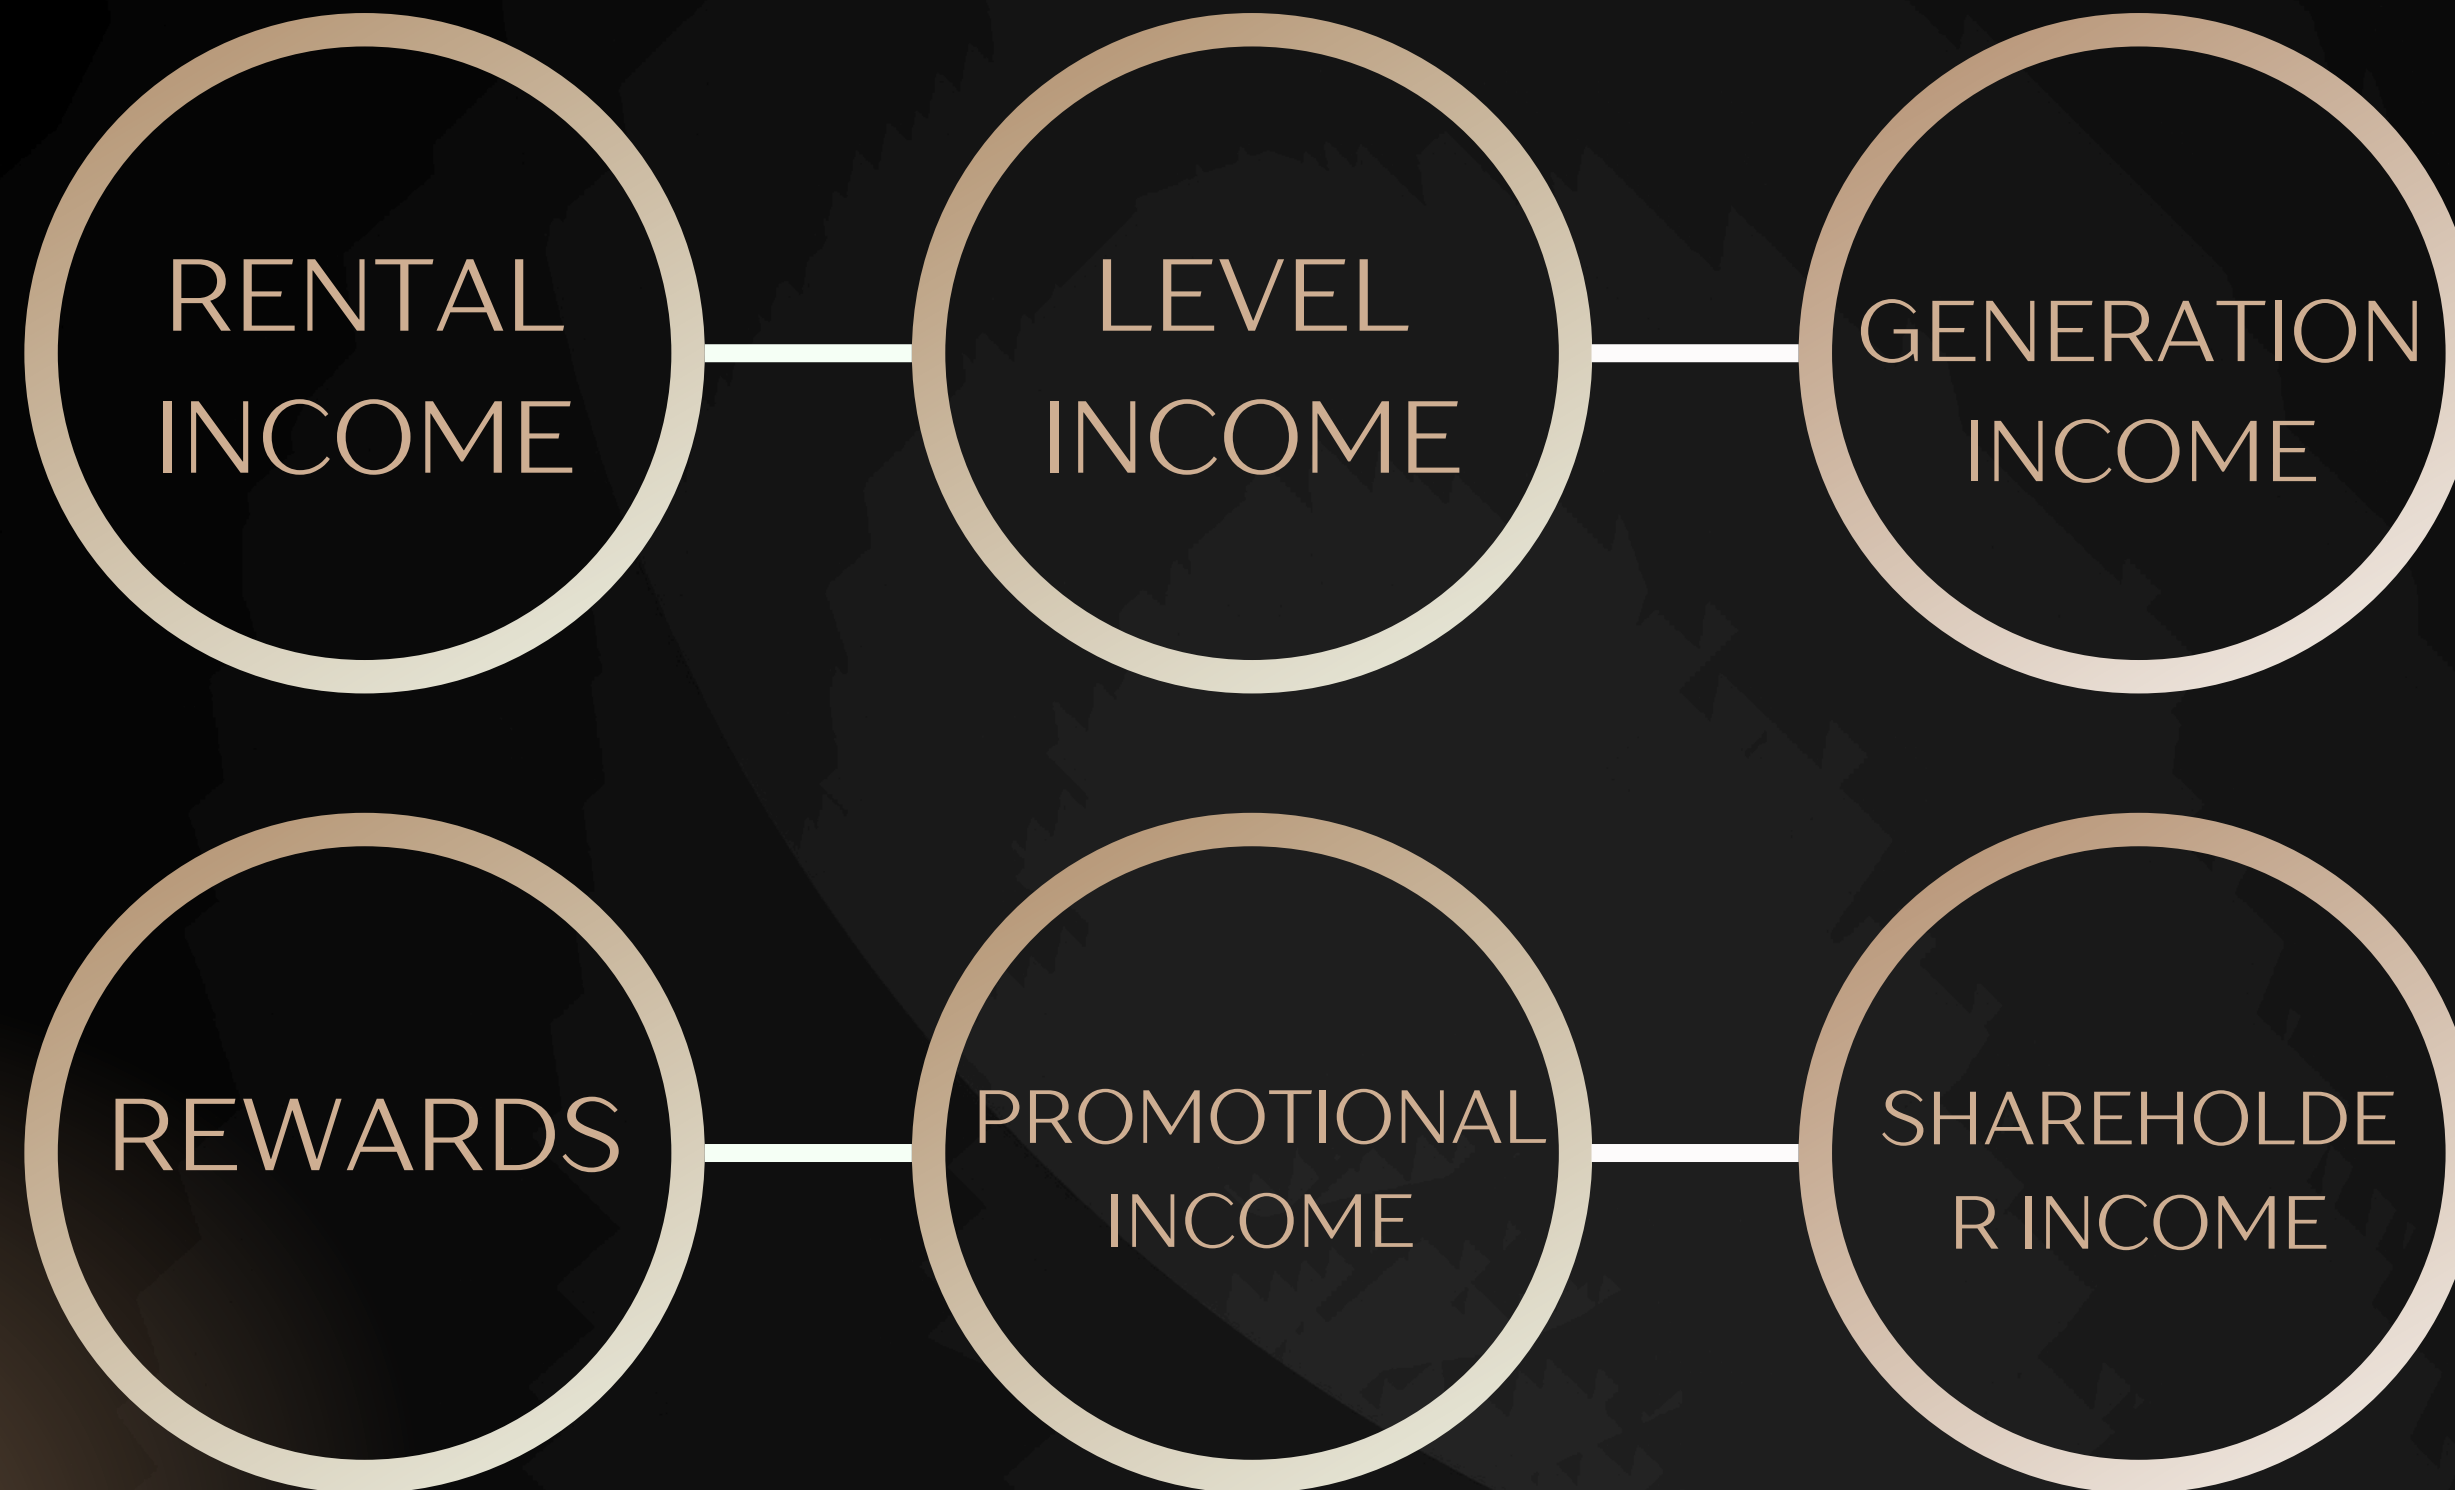 RENTAL
INCOME
LEVEL
INCOME
GENERATION
INCOME
REWARDS
PROMOTIONAL
INCOME
SHAREHOLDE
R INCOME